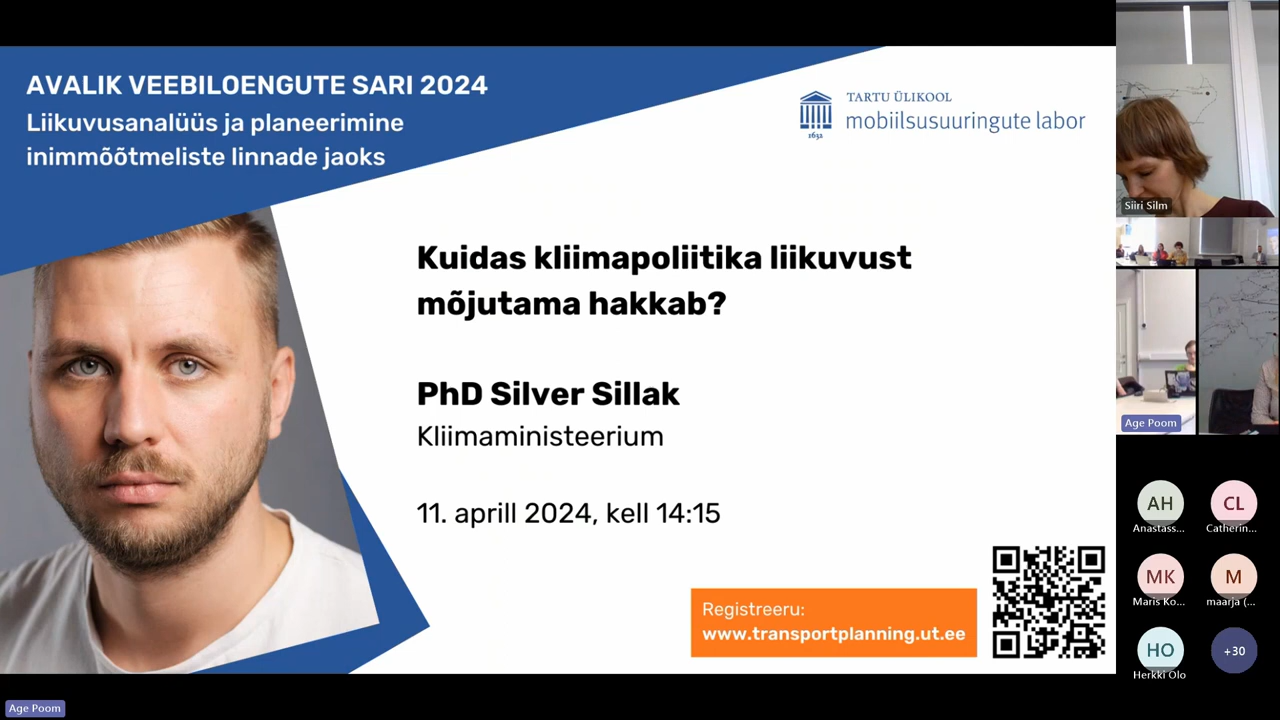 AVALIK VEEBILOENGUTE SARI 2024
Liikuvusanalüüs ja planeerimine
inimmõõtmeliste linnade jaoks
TARTU ÜLIKOOL
mobiilsusuuringute labor
1632
Kuidas kliimapoliitika liikuvust
mõjutama hakkab?
PhD Silver Sillak
Kliimaministeerium
11. aprill 2024, kell 14:15
Registreeru:
www.transportplanning.ut.ee
Age Poom
Siiri Silm
Age Poom
AH
Anastass...
CL
Catherin...
MK
Maris Ko...
M
maarja (...
HO
Herkki Olo
+30